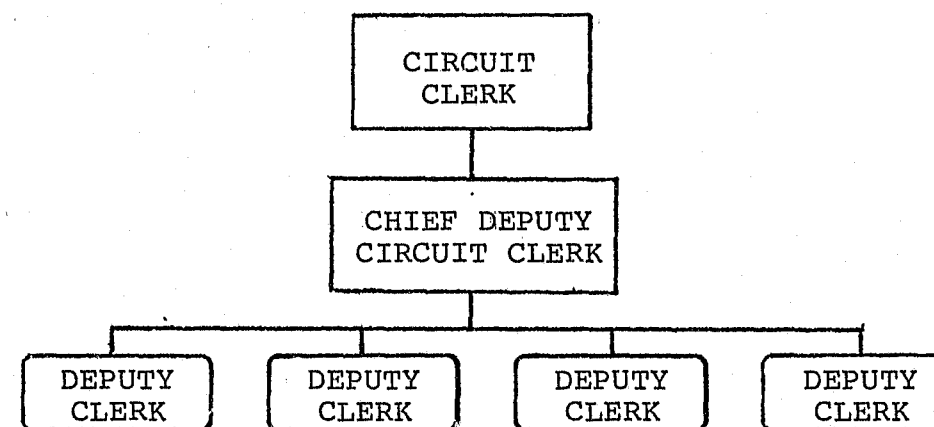 CIRCUIT
CLERK
CHIEF DEPUTY
CIRCUIT CLERK
DEPUTY
CLERK
DEPUTY
CLERK
DEPUTY
CLERK
DEPUTY
CLERK